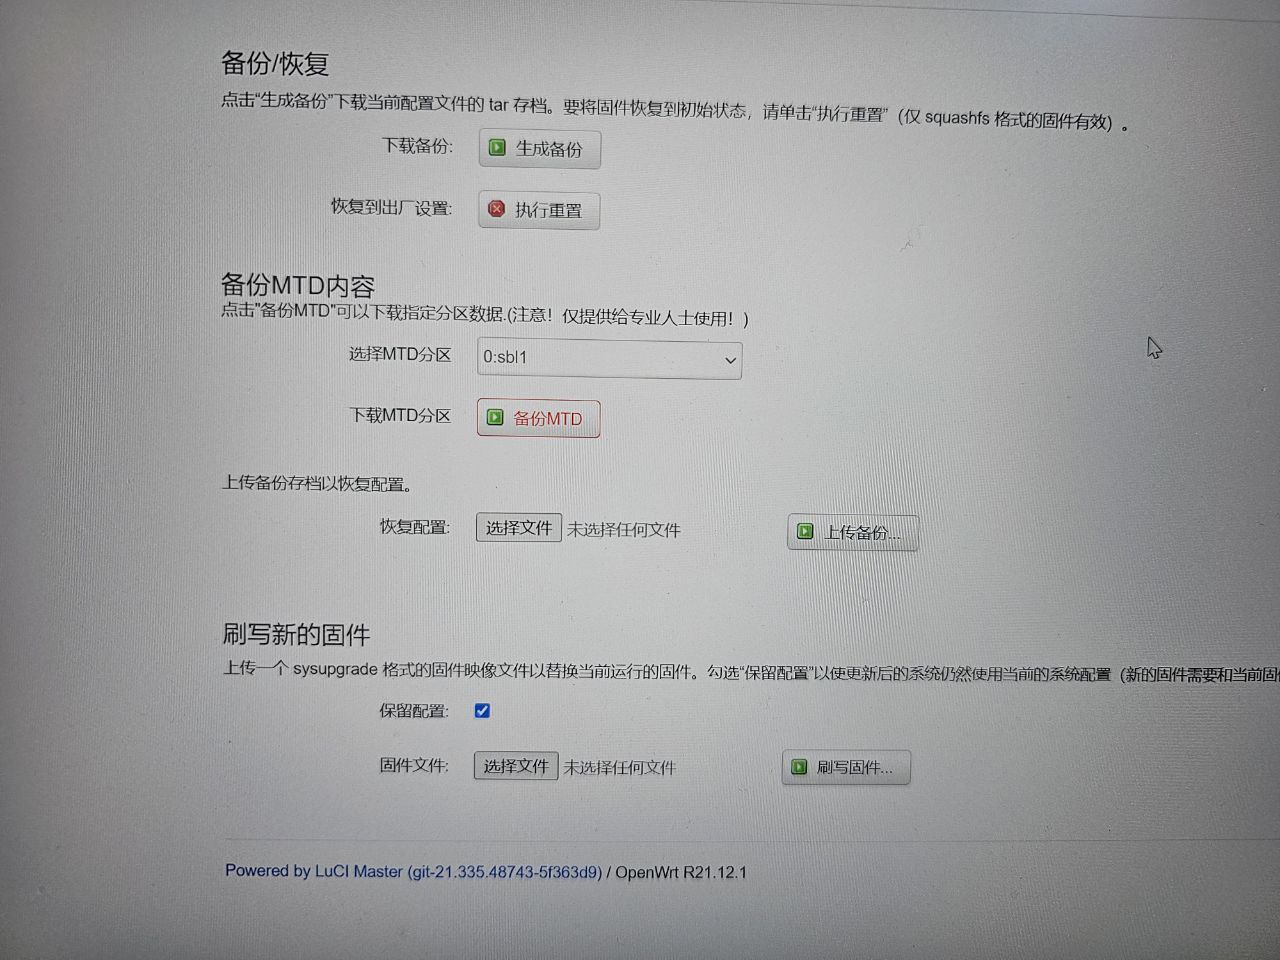 备份/恢复
点击“生成备份”下载当前配置文件的 tar 存档。要将固件恢复到初始状态，请单击“执行重置”（仅 squashfs 格式的固件有效）。
下载备份: 生成备份
恢复到出厂设置: 执行重置
备份MTD内容
点击"备份MTD"可以下载指定分区数据.(注意！仅提供给专业人士使用！)
选择MTD分区 0:sbl1
下载MTD分区 备份MTD
上传备份存档以恢复配置。
恢复配置: 选择文件 未选择任何文件 上传备份...
刷写新的固件
上传一个 sysupgrade 格式的固件映像文件以替换当前运行的固件。勾选“保留配置”以使更新后的系统仍然使用当前的系统配置（新的固件需要和当前固
保留配置:
固件文件: 选择文件 未选择任何文件 刷写固件...
Powered by LuCI Master (git-21.335.48743-5f363d9) / OpenWrt R21.12.1